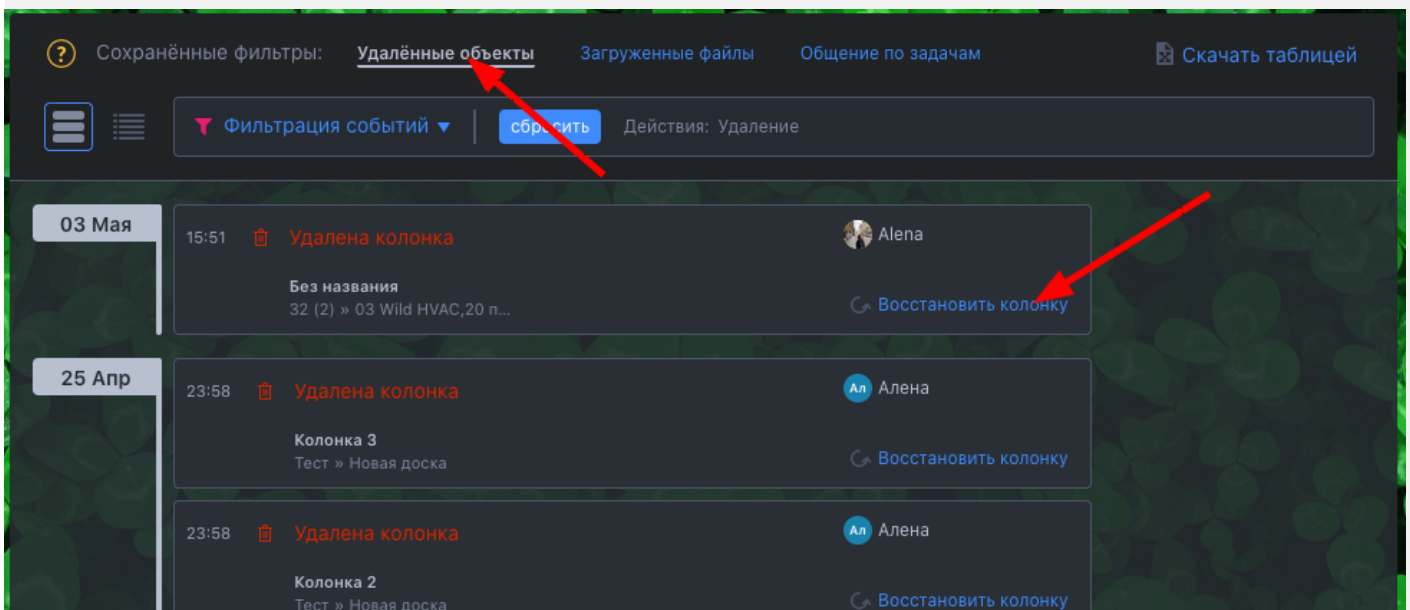 ? Сохранённые фильтры: Удалённые объекты Загруженные файлы Общение по задачам Скачать таблицей
Фильтрация событий сбросить Действия: Удаление
03 Мая
15:51 Удалена колонка Alena
Без названия
32 (2) » 03 Wild HVAC,20 п...
Восстановить колонку
25 Апр
23:58 Удалена колонка Ал Алена
Колонка 3
Тест » Новая доска
Восстановить колонку
23:58 Удалена колонка Ал Алена
Колонка 2
Тест » Новая доска
Восстановить колонку